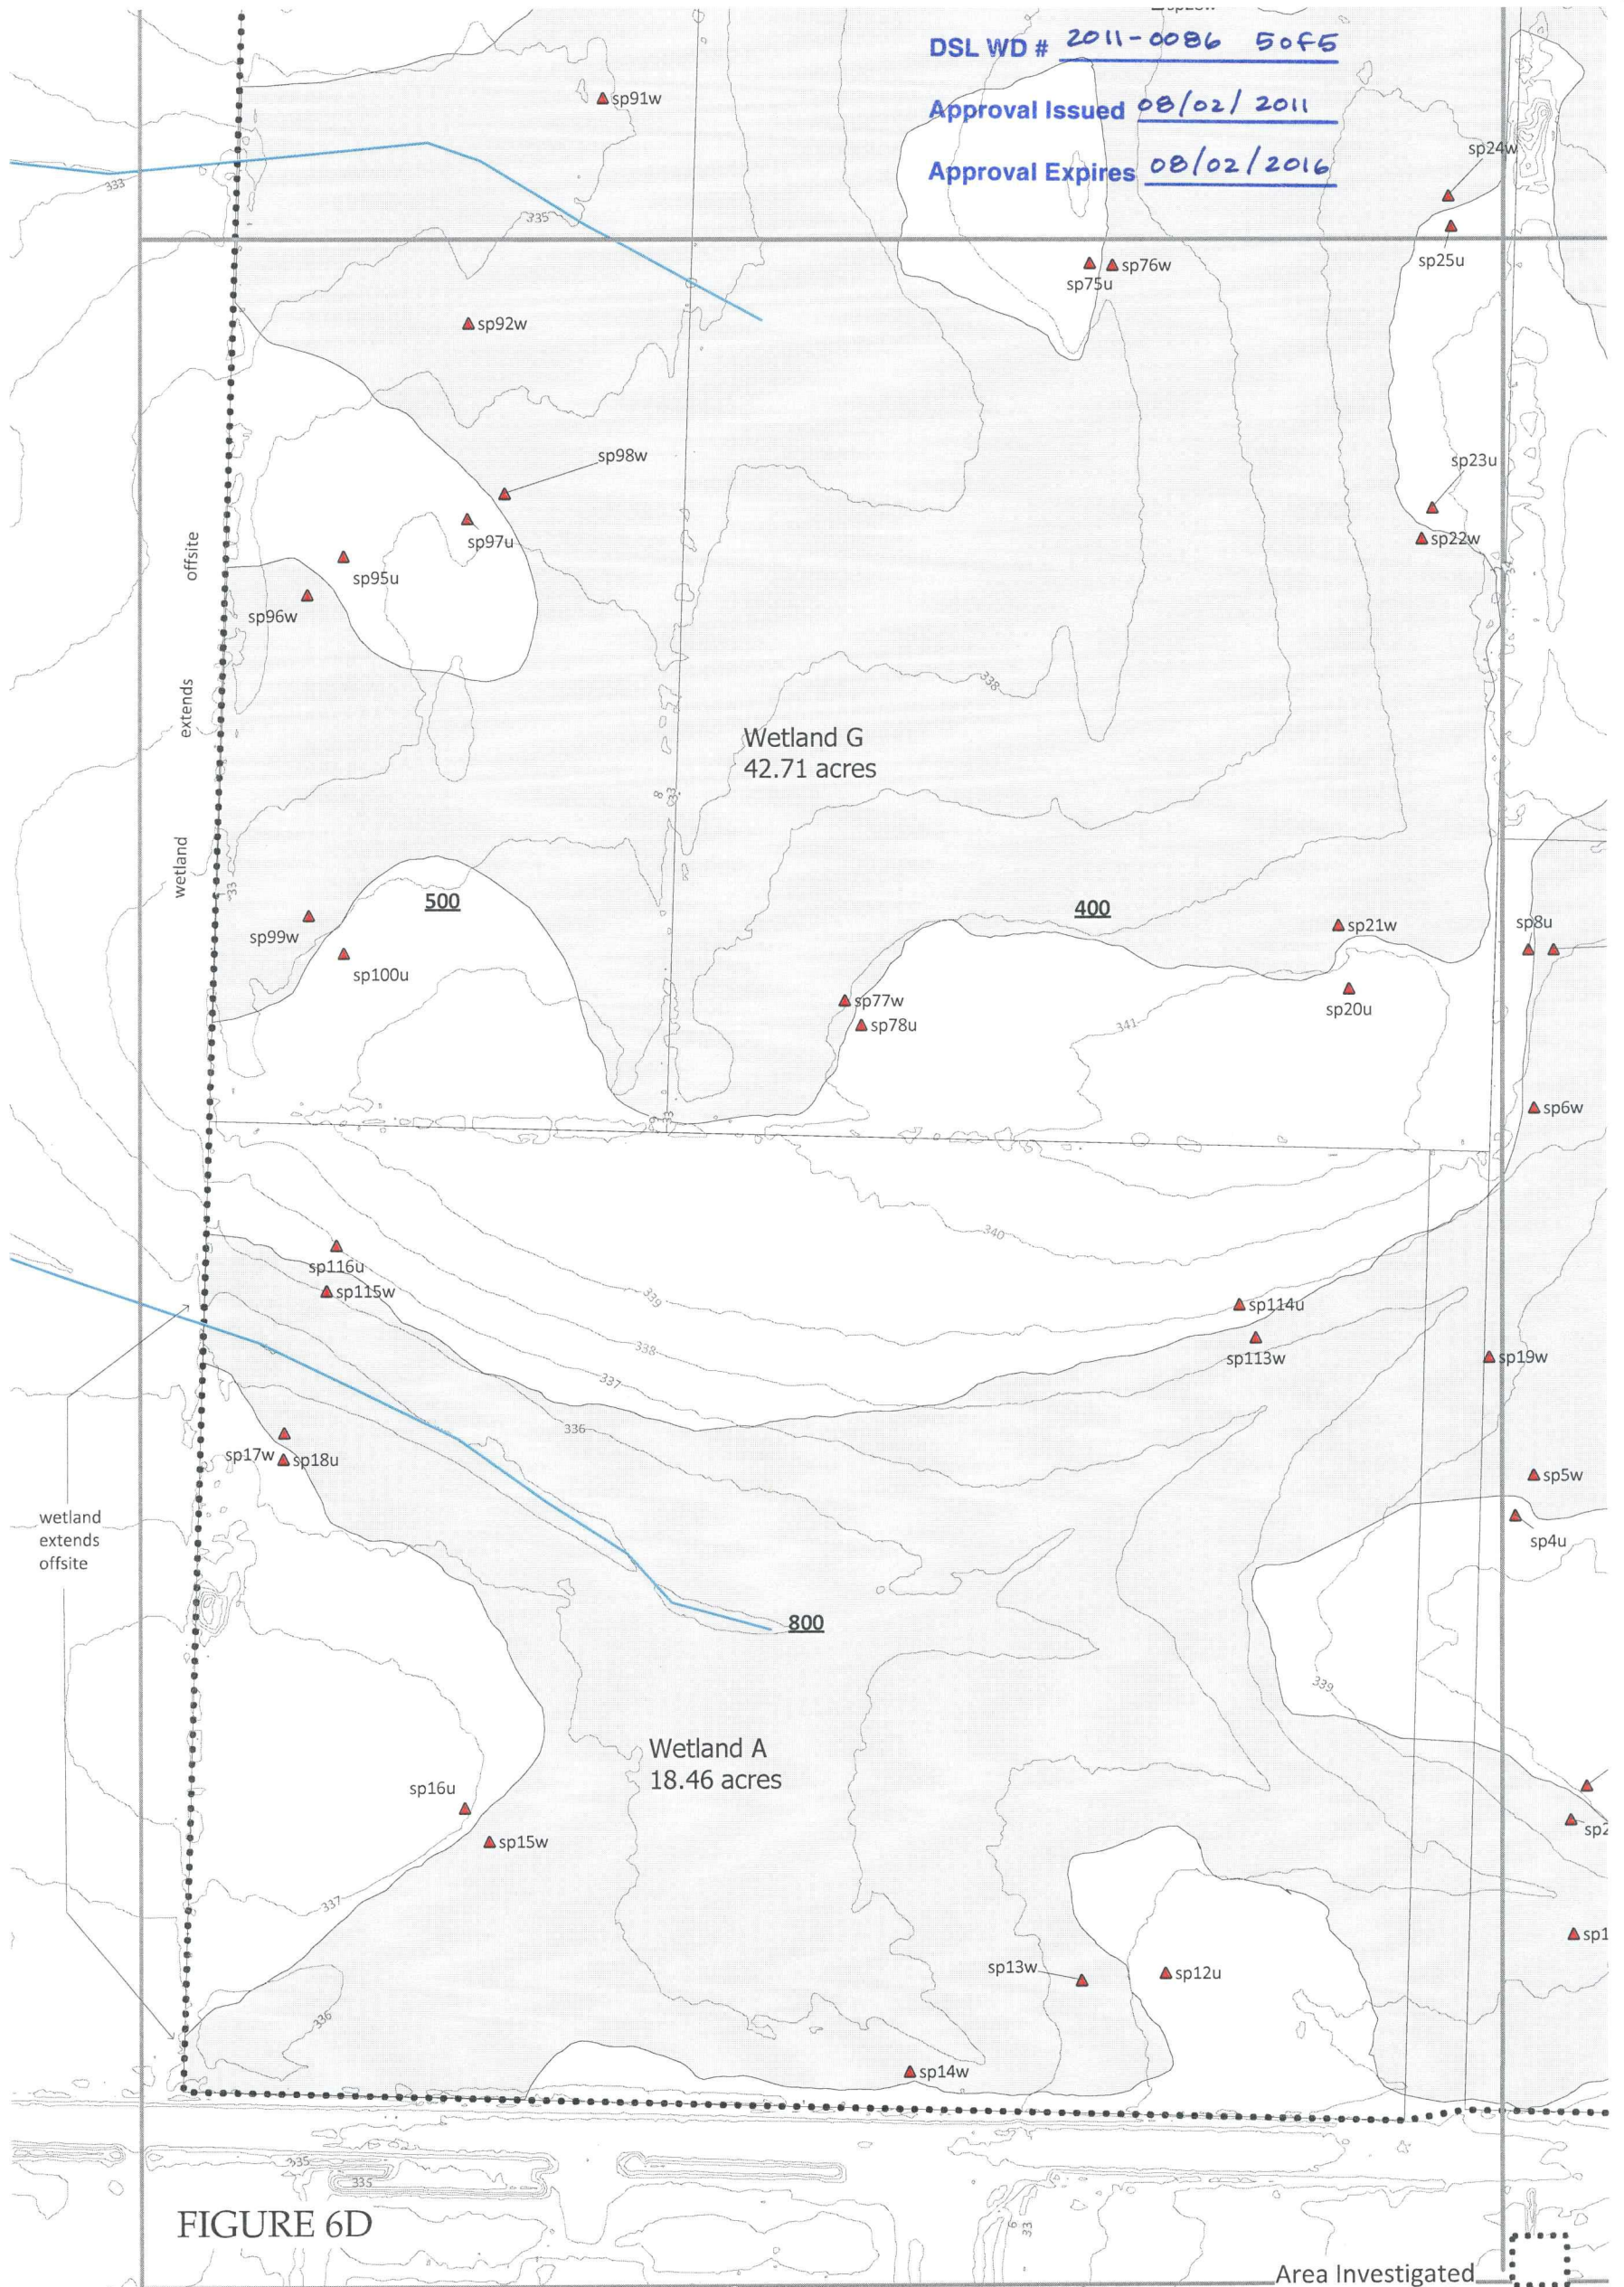 DSL WD # 2011-0086 5 of 5
Approval Issued 08/02/2011
Approval Expires 08/02/2016
sp91w
sp24w
333
335
sp25u
sp76w
sp75u
sp92w
sp98w
sp23u
sp97u
sp22w
sp95u
sp96w
wetland extends offsite
338
Wetland G
42.71 acres
33
500
400
sp99w
sp21w
sp8u
sp100u
sp77w
sp20u
sp78u
341
sp6w
340
sp116u
sp115w
339
sp114u
338
sp113w
sp19w
337
336
sp17w
sp18u
sp5w
sp4u
wetland
extends
offsite
800
339
Wetland A
18.46 acres
sp16u
sp15w
337
sp13w
sp12u
336
sp14w
335
335
FIGURE 6D
Area Investigated